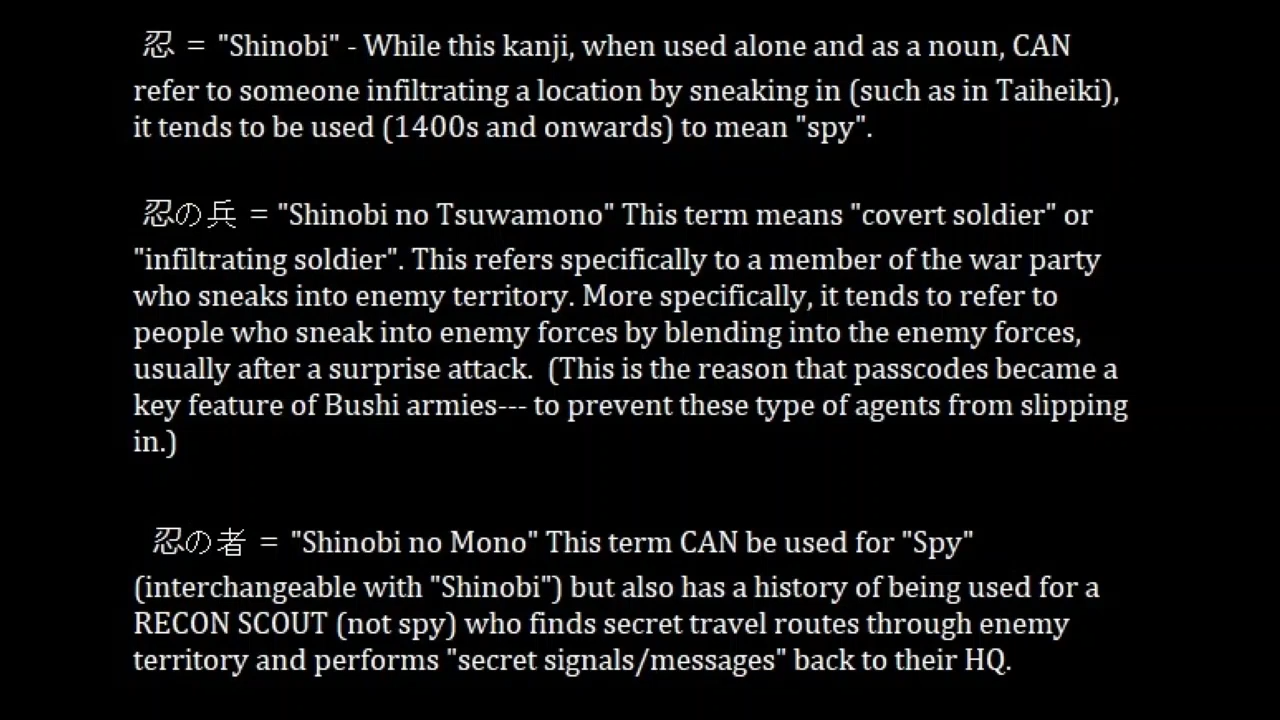 忍 = "Shinobi" - While this kanji, when used alone and as a noun, CAN
refer to someone infiltrating a location by sneaking in (such as in Taiheiki),
it tends to be used (1400s and onwards) to mean "spy".
忍の兵 = "Shinobi no Tsuwamono" This term means "covert soldier" or
"infiltrating soldier". This refers specifically to a member of the war party
who sneaks into enemy territory. More specifically, it tends to refer to
people who sneak into enemy forces by blending into the enemy forces,
usually after a surprise attack.  (This is the reason that passcodes became a
key feature of Bushi armies--- to prevent these type of agents from slipping
in.)
忍の者 = "Shinobi no Mono" This term CAN be used for "Spy"
(interchangeable with "Shinobi") but also has a history of being used for a
RECON SCOUT (not spy) who finds secret travel routes through enemy
territory and performs "secret signals/messages" back to their HQ.